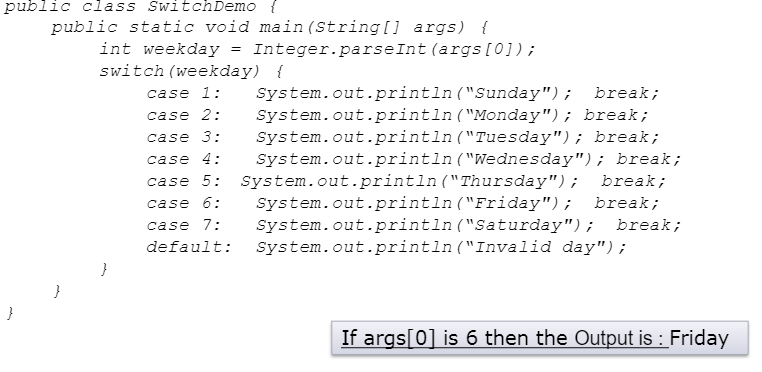 public class SwitchDemo {
public static void main(String[] args) {
int weekday = Integer.parseInt(args[0]);
switch(weekday) {
case 1: System.out.println(“Sunday"); break;
case 2: System.out.println(“Monday"); break;
case 3: System.out.println(“Tuesday"); break;
case 4: System.out.println(“Wednesday"); break;
case 5: System.out.println(“Thursday"); break;
case 6: System.out.println(“Friday"); break;
case 7: System.out.println(“Saturday"); break;
default: System.out.println(“Invalid day");
}
}
}
If args[0] is 6 then the Output is : Friday